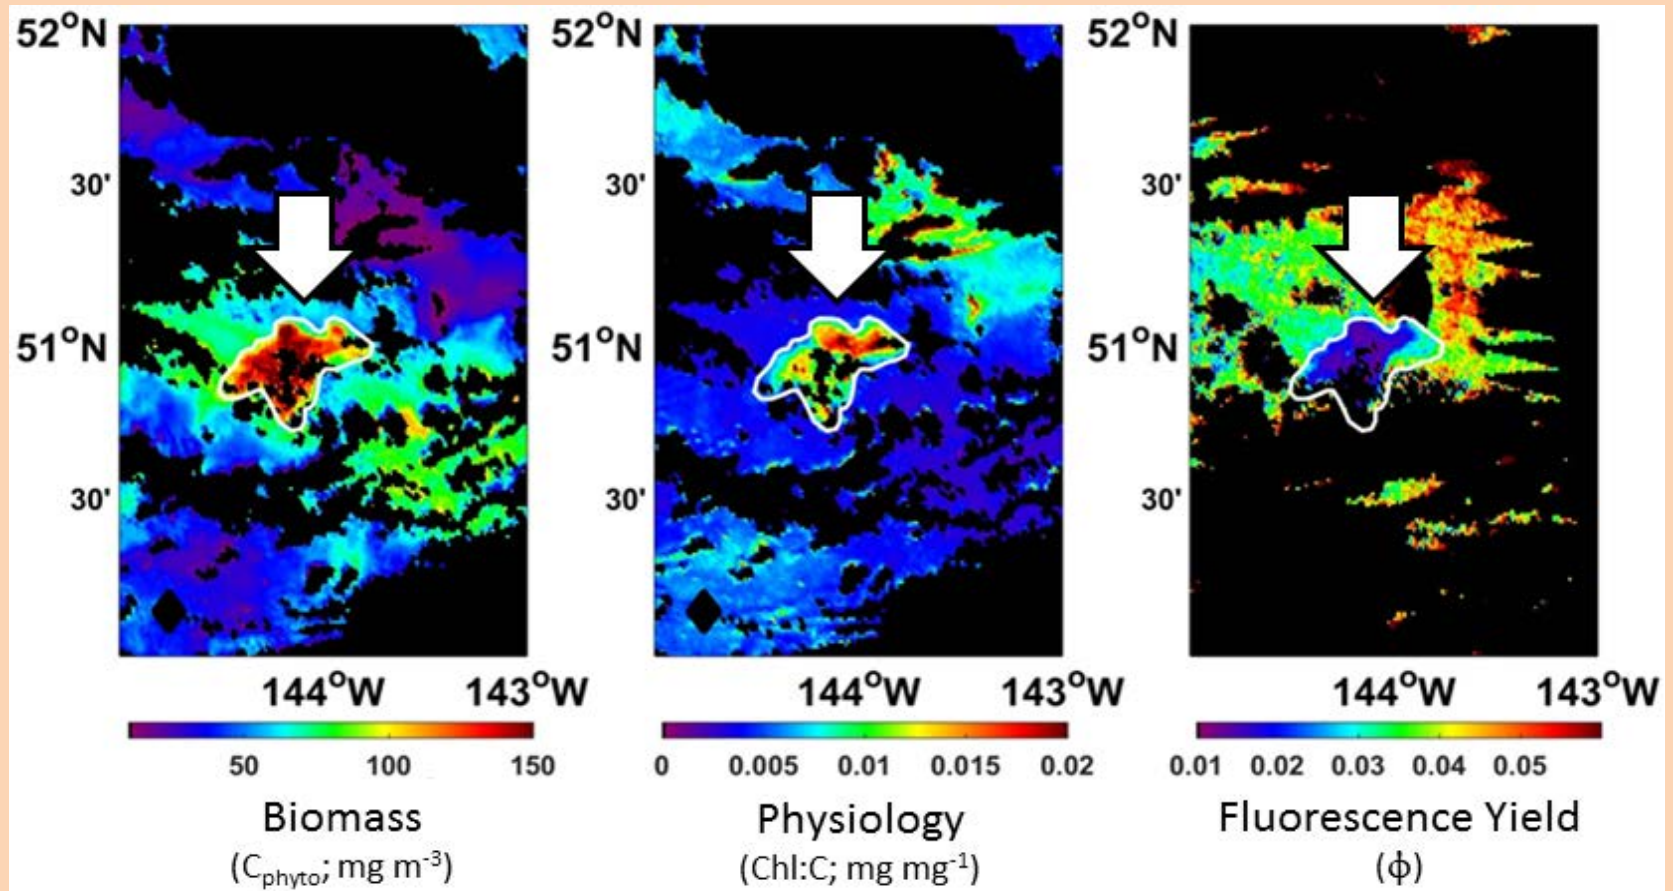 52°N
30'
51°N
30'
144°W 143°W
50 100 150
Biomass
(C_phyto; mg m^-3)
52°N
30'
51°N
30'
144°W 143°W
0 0.005 0.01 0.015 0.02
Physiology
(Chl:C; mg mg^-1)
52°N
30'
51°N
30'
144°W 143°W
0.01 0.02 0.03 0.04 0.05
Fluorescence Yield
(ϕ)